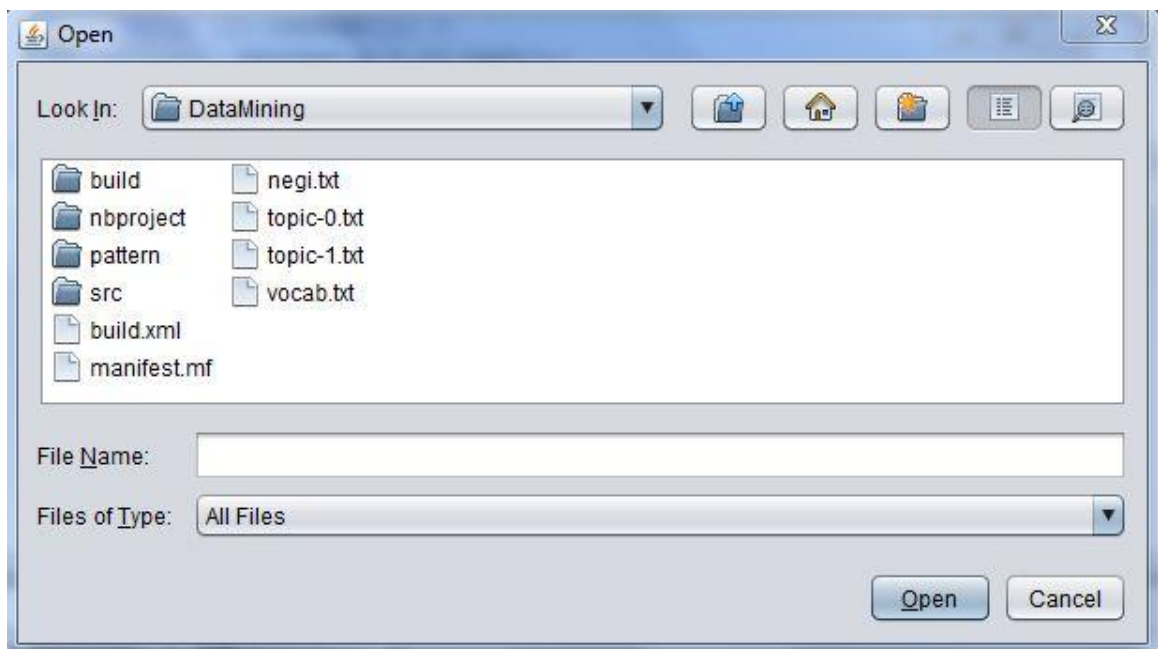 Open
Look In: DataMining
build negi.txt
nbproject topic-0.txt
pattern topic-1.txt
src vocab.txt
build.xml
manifest.mf
File Name:
Files of Type: All Files
Open Cancel